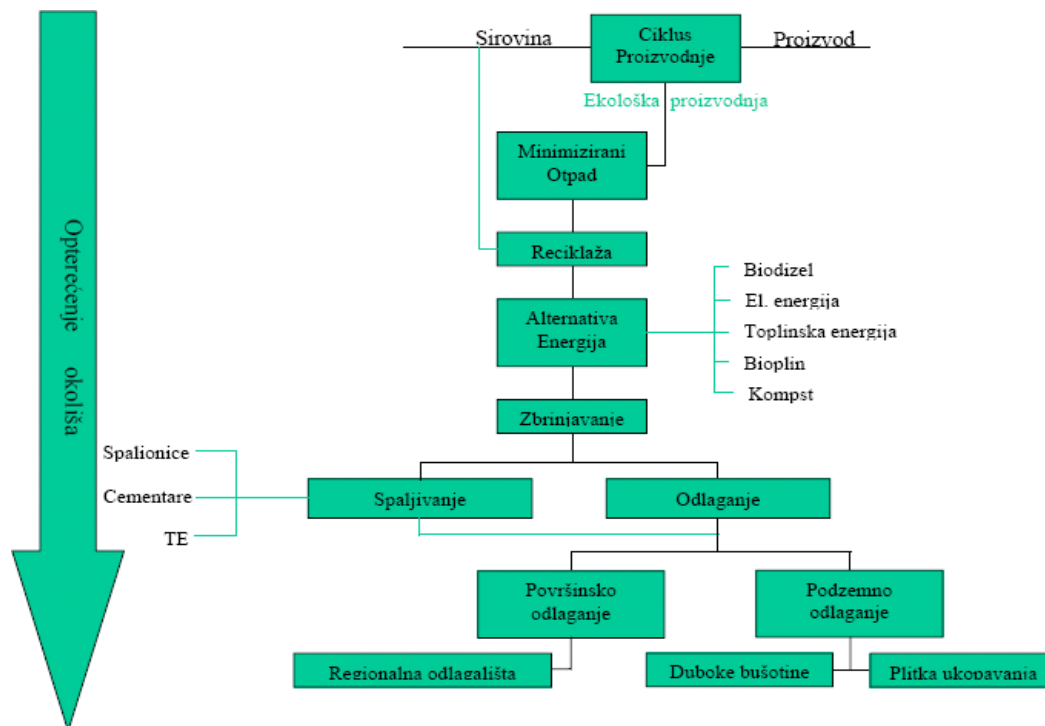 Sirovina
Ciklus
Proizvodnje
Proizvod
Ekološka proizvodnja
Minimizirani
Otpad
Opterećenje okoliša
Reciklaža
Alternativa
Energija
Biodizel
El. energija
Toplinska energija
Bioplin
Kompst
Zbrinjavanje
Spalionice
Cementare
TE
Spaljivanje
Odlaganje
Površinsko
odlaganje
Podzemno
odlaganje
Regionalna odlagališta
Duboke bušotine
Plitka ukopavanja